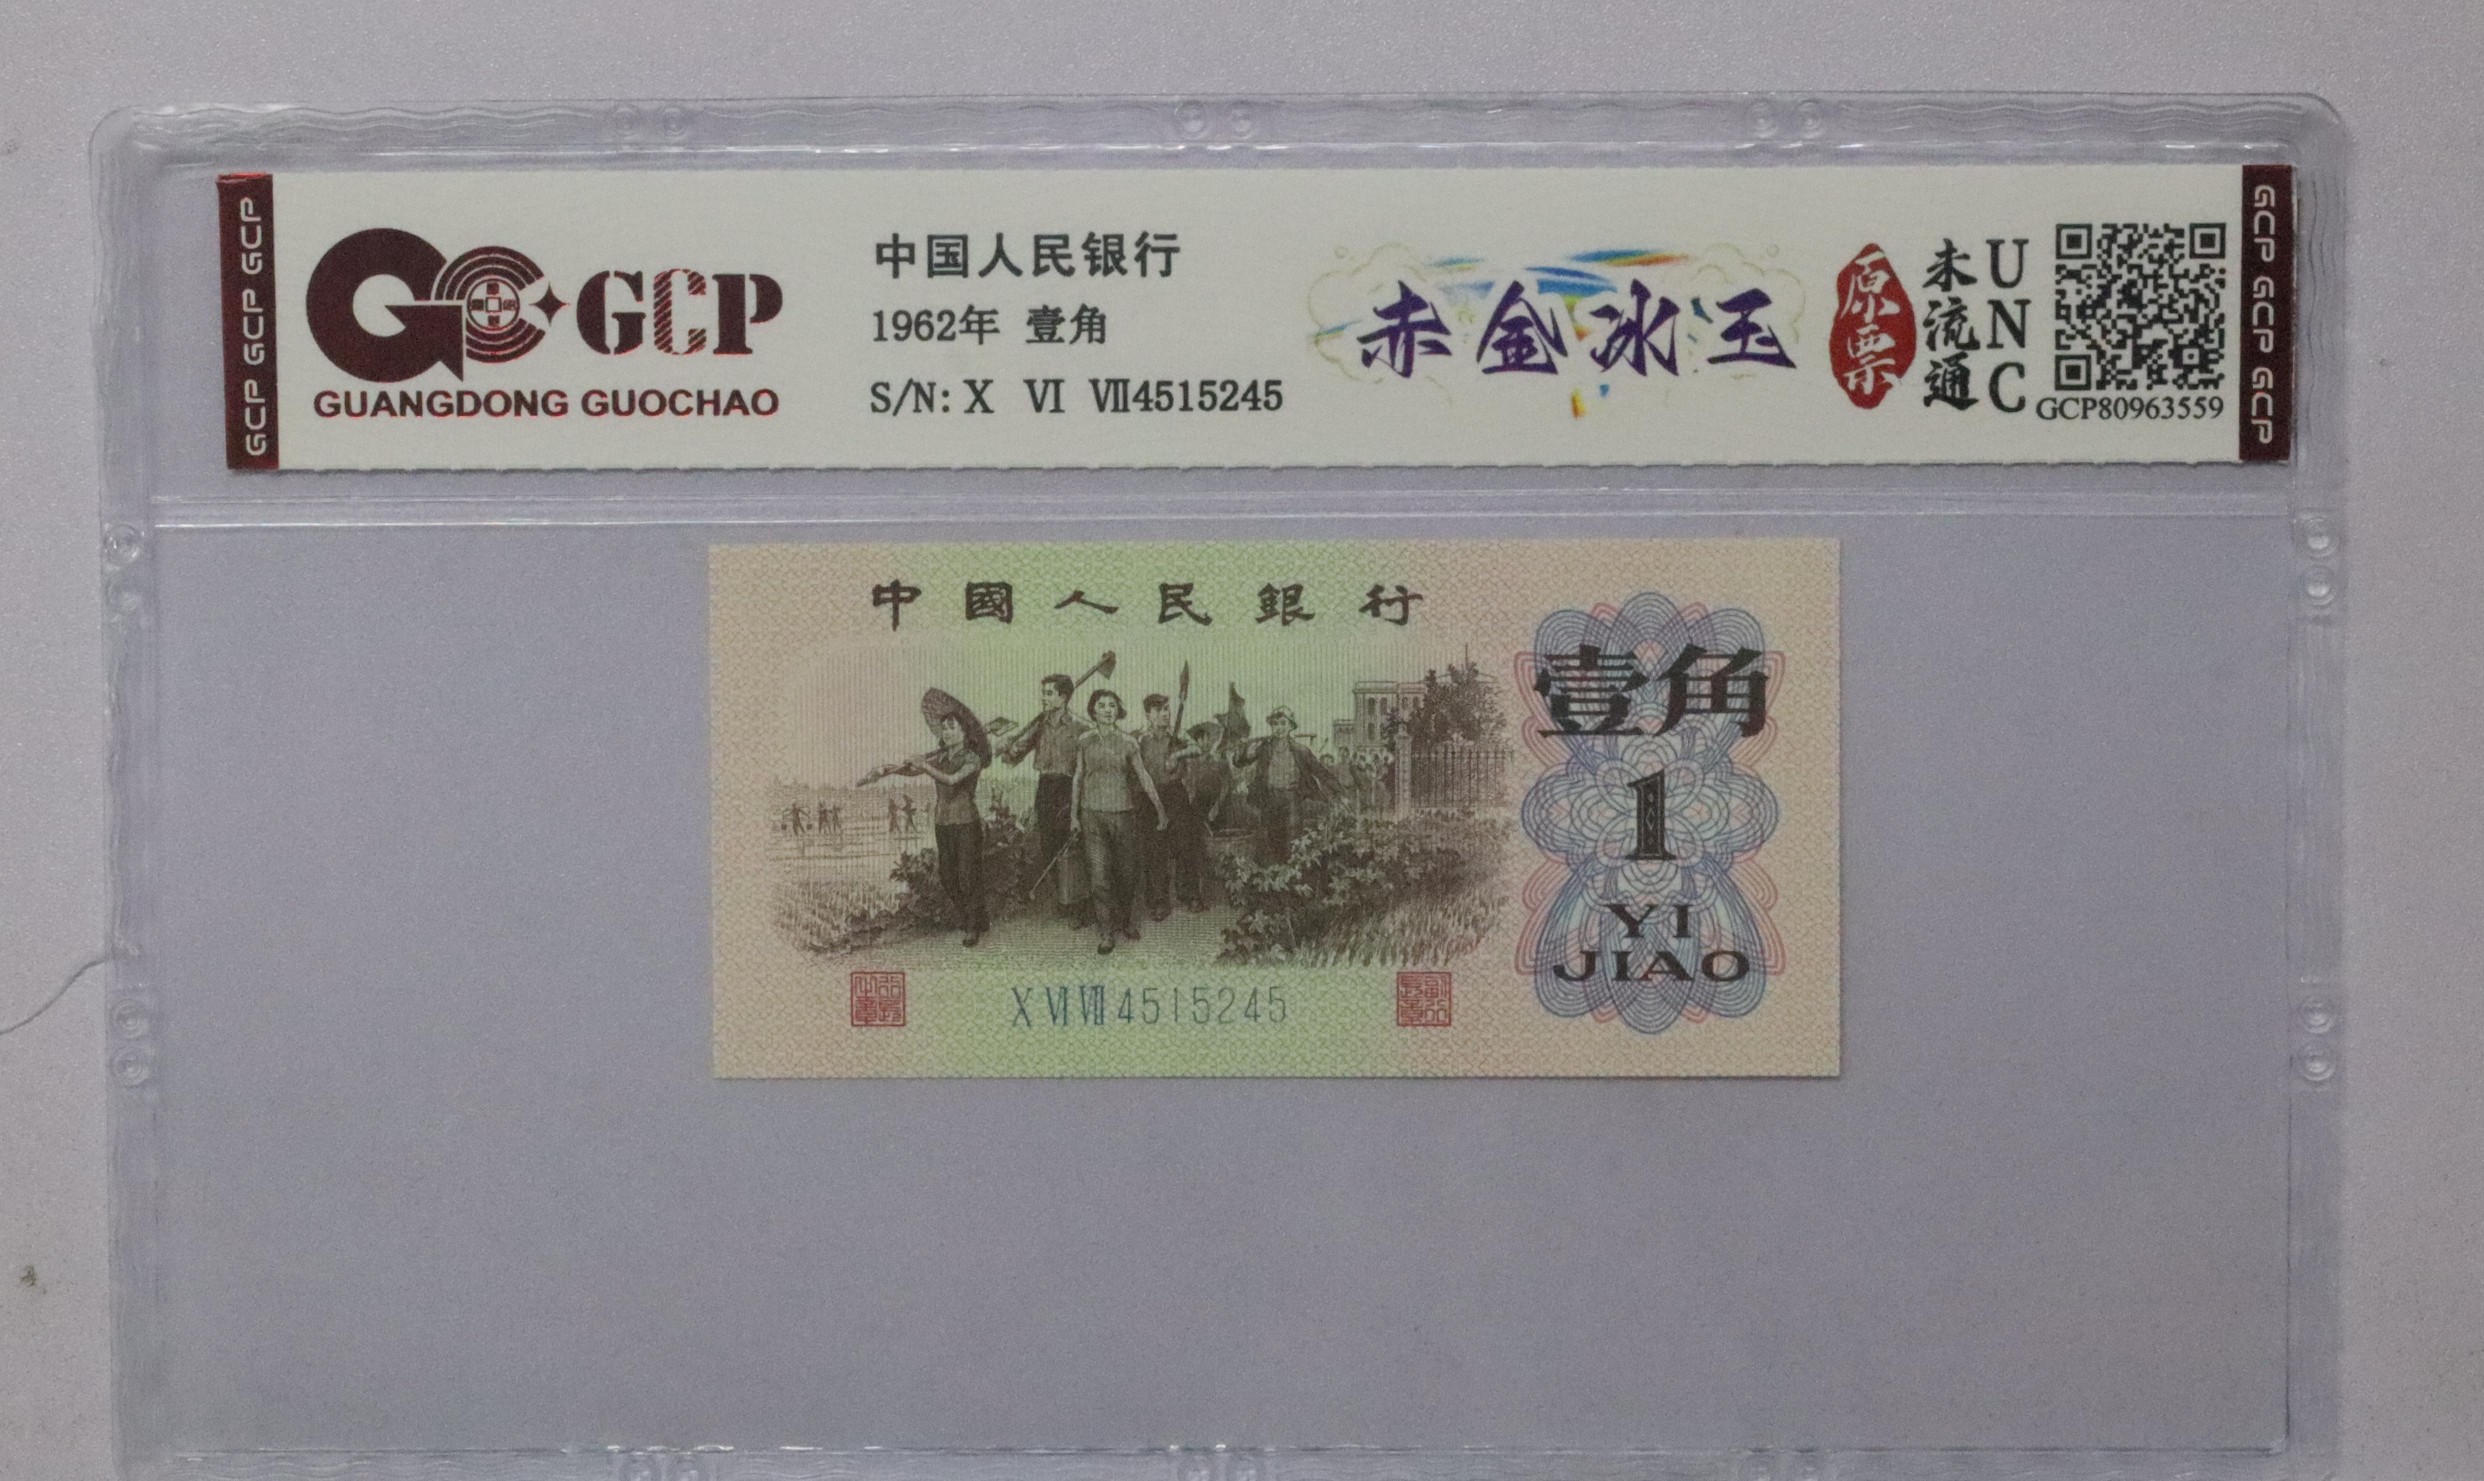 GCP GCP GCP
GCP
GUANGDONG GUOCHAO
中国人民银行
1962年 壹角
S/N: X VI VII4515245
赤金冰玉
原票
未流通
UNC
GCP80963559
GCP GCP GCP
中國人民銀行
壹角
1
YI
JIAO
X VI VII 4515245